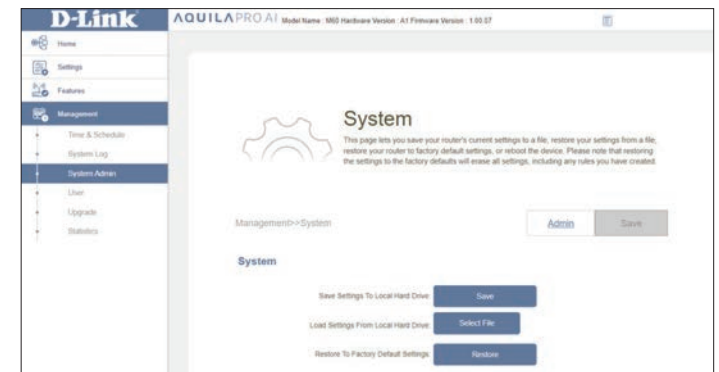 D-Link
AQUILA PRO AI Model Name : M60 Hardware Version : A1 Firmware Version : 1.00.07
Home
Settings
Features
Management
Time & Schedule
System Log
System Admin
User
Upgrade
Statistics
System
This page lets you save your router's current settings to a file, restore your settings from a file,
restore your router to factory default settings, or reboot the device. Please note that restoring
the settings to the factory defaults will erase all settings, including any rules you have created.
Management>>System
Admin
Save
System
Save Settings To Local Hard Drive: Save
Load Settings From Local Hard Drive: Select File
Restore To Factory Default Settings: Restore